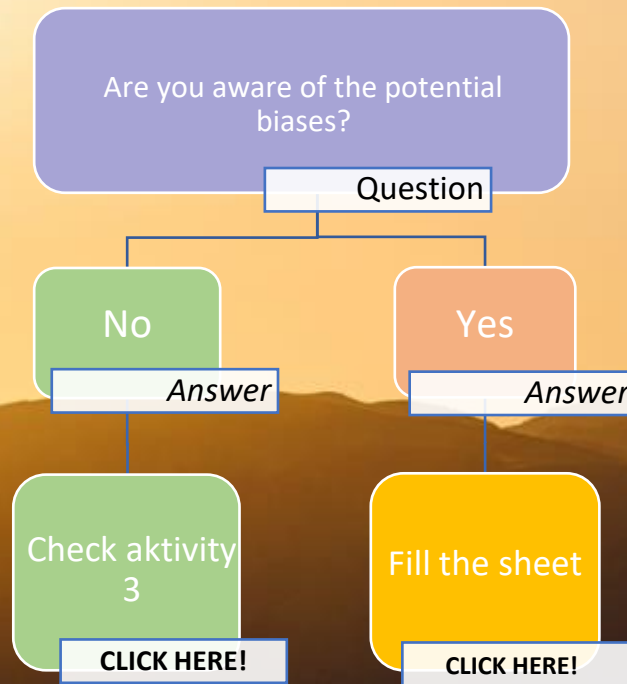 Are you aware of the potential
biases?
Question
No
Yes
Answer
Answer
Check aktivity
3
Fill the sheet
CLICK HERE!
CLICK HERE!